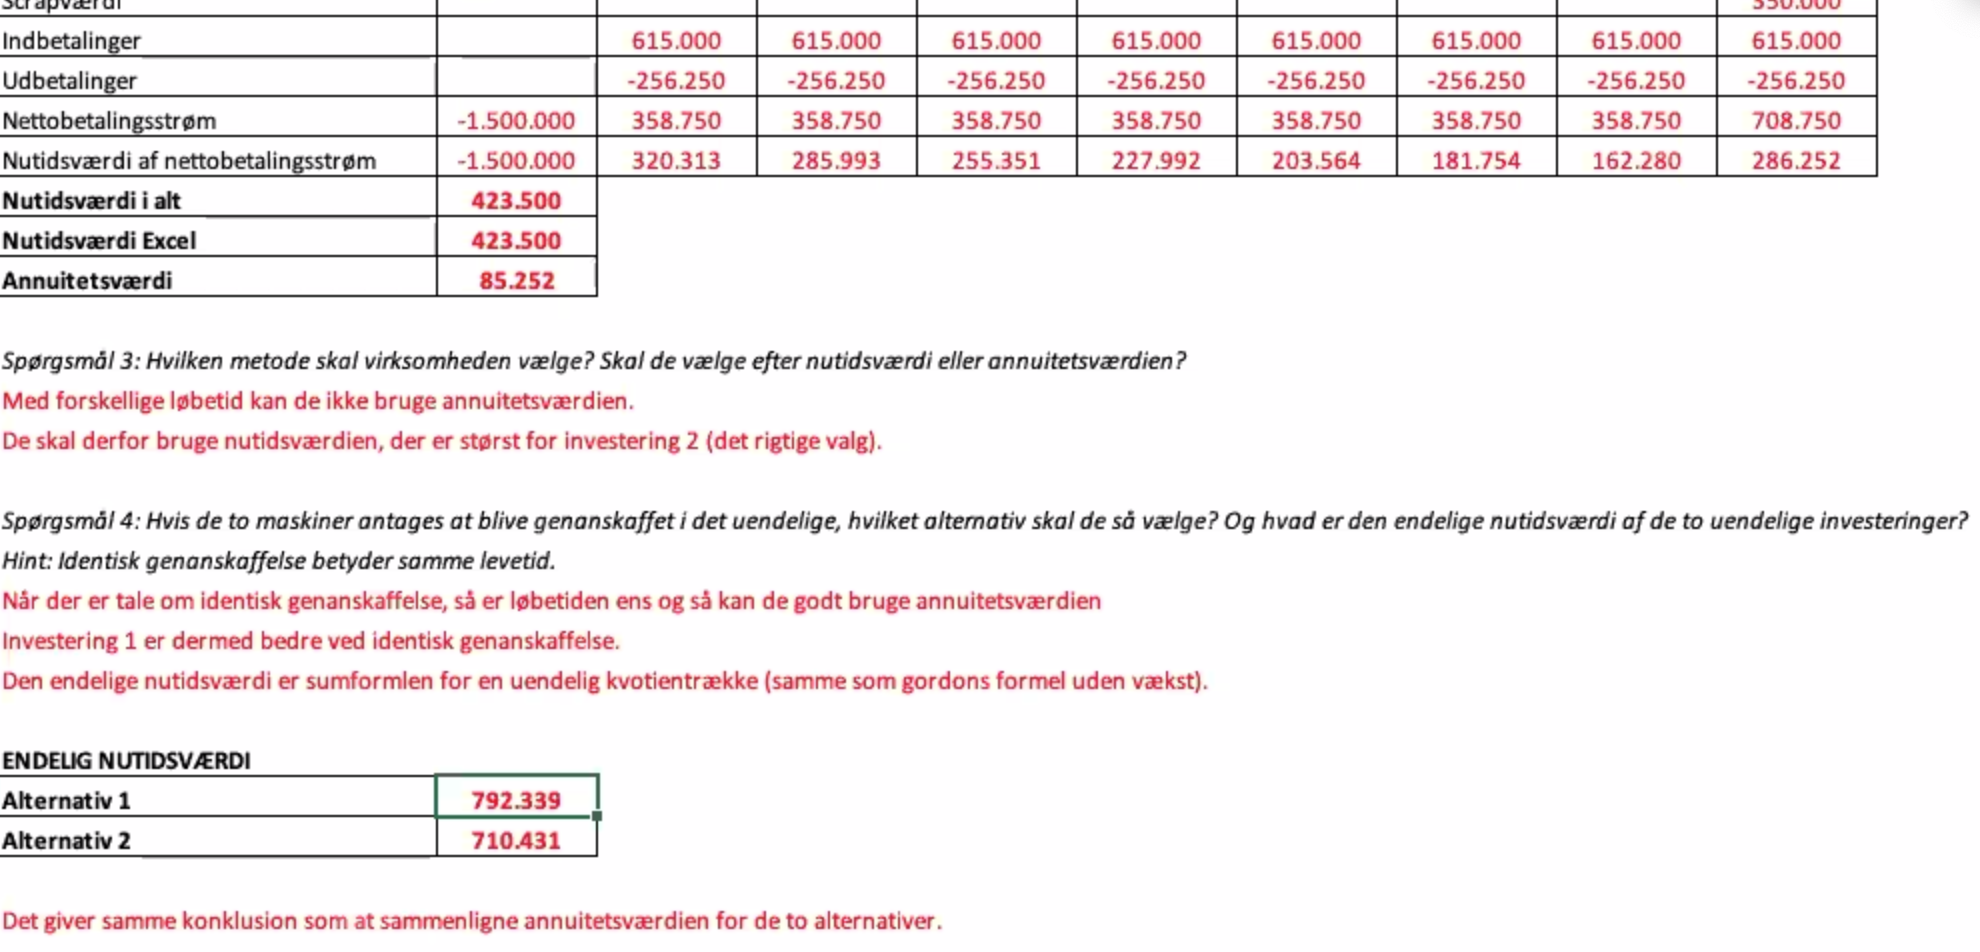 Scrapværdi 350.000
Indbetalinger 615.000 615.000 615.000 615.000 615.000 615.000 615.000 615.000
Udbetalinger -256.250 -256.250 -256.250 -256.250 -256.250 -256.250 -256.250 -256.250
Nettobetalingsstrøm -1.500.000 358.750 358.750 358.750 358.750 358.750 358.750 358.750 708.750
Nutidsværdi af nettobetalingsstrøm -1.500.000 320.313 285.993 255.351 227.992 203.564 181.754 162.280 286.252
Nutidsværdi i alt 423.500
Nutidsværdi Excel 423.500
Annuitetsværdi 85.252
Spørgsmål 3: Hvilken metode skal virksomheden vælge? Skal de vælge efter nutidsværdi eller annuitetsværdien?
Med forskellige løbetid kan de ikke bruge annuitetsværdien.
De skal derfor bruge nutidsværdien, der er størst for investering 2 (det rigtige valg).
Spørgsmål 4: Hvis de to maskiner antages at blive genanskaffet i det uendelige, hvilket alternativ skal de så vælge? Og hvad er den endelige nutidsværdi af de to uendelige investeringer?
Hint: Identisk genanskaffelse betyder samme levetid.
Når der er tale om identisk genanskaffelse, så er løbetiden ens og så kan de godt bruge annuitetsværdien
Investering 1 er dermed bedre ved identisk genanskaffelse.
Den endelige nutidsværdi er sumformlen for en uendelig kvotientrække (samme som gordons formel uden vækst).
ENDELIG NUTIDSVÆRDI
Alternativ 1 792.339
Alternativ 2 710.431
Det giver samme konklusion som at sammenligne annuitetsværdien for de to alternativer.